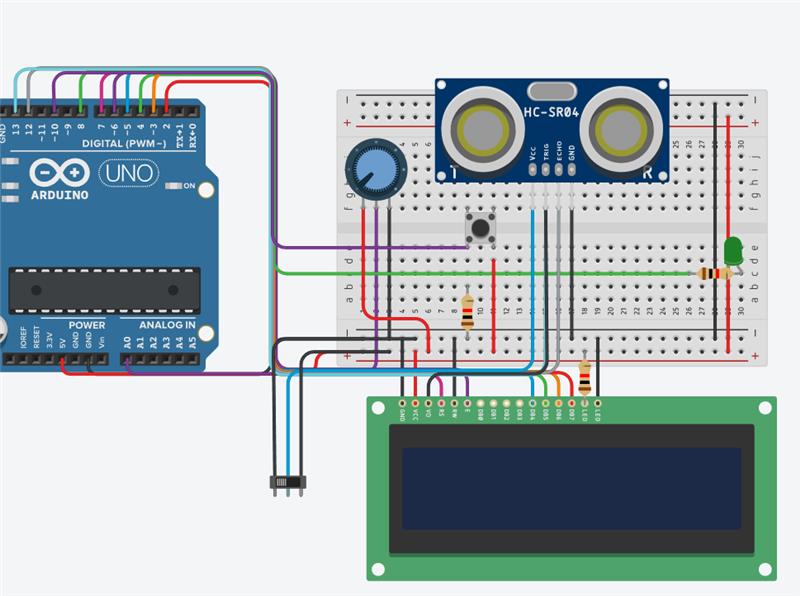 GND 13 12 ~11 ~10 ~9 8 7 ~6 ~5 4 ~3 2 TX→1 RX←0
DIGITAL (PWM~)
UNO
ARDUINO
ON
POWER
ANALOG IN
IOREF RESET 3.3V 5V GND GND Vin A0 A1 A2 A3 A4 A5
HC-SR04
VCC TRIG ECHO GND
T
R
GND VCC VO RS RW E DB0 DB1 DB2 DB3 DB4 DB5 DB6 DB7 LED LED